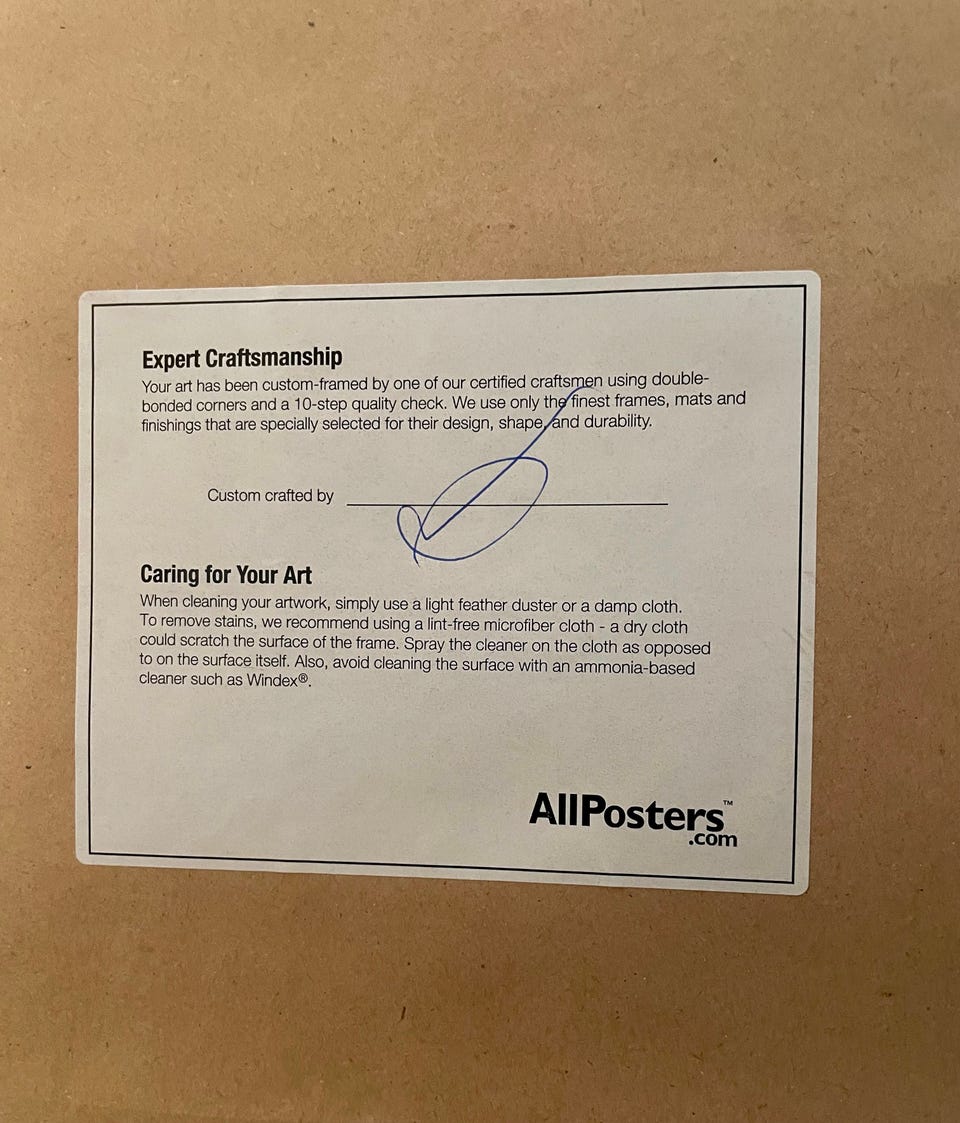 Expert Craftsmanship
Your art has been custom-framed by one of our certified craftsmen using double-
bonded corners and a 10-step quality check. We use only the finest frames, mats and
finishings that are specially selected for their design, shape, and durability.
Custom crafted by
Caring for Your Art
When cleaning your artwork, simply use a light feather duster or a damp cloth.
To remove stains, we recommend using a lint-free microfiber cloth - a dry cloth
could scratch the surface of the frame. Spray the cleaner on the cloth as opposed
to on the surface itself. Also, avoid cleaning the surface with an ammonia-based
cleaner such as Windex®.
AllPosters™
.com